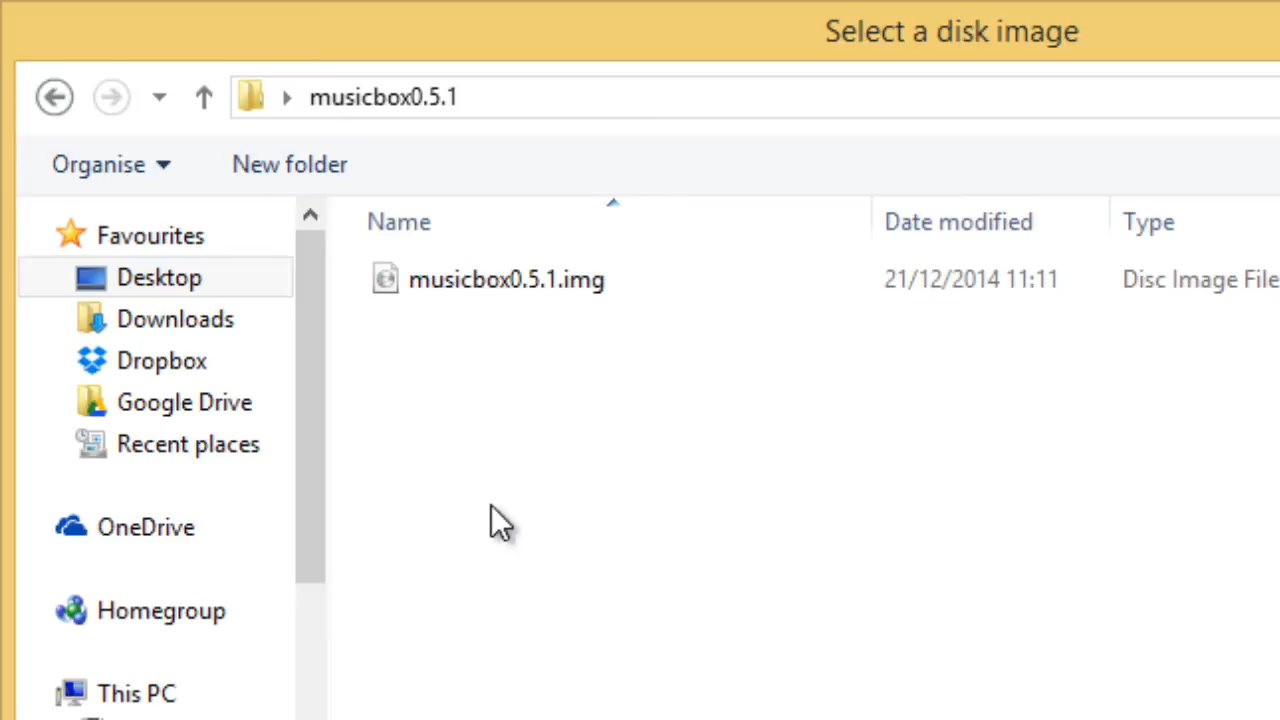 Select a disk image
musicbox0.5.1
Organise New folder
Name Date modified Type
musicbox0.5.1.img 21/12/2014 11:11 Disc Image File
Favourites
Desktop
Downloads
Dropbox
Google Drive
Recent places
OneDrive
Homegroup
This PC